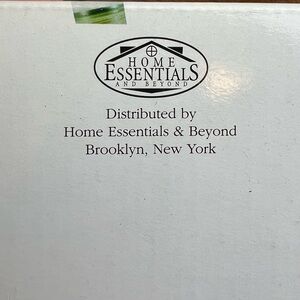 HOME
ESSENTIALS
AND BEYOND
Distributed by
Home Essentials & Beyond
Brooklyn, New York